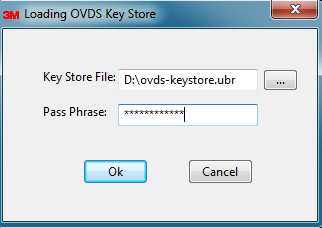 3M Loading OVDS Key Store
Key Store File: D:\ovds-keystore.ubr ...
Pass Phrase: ************
Ok Cancel